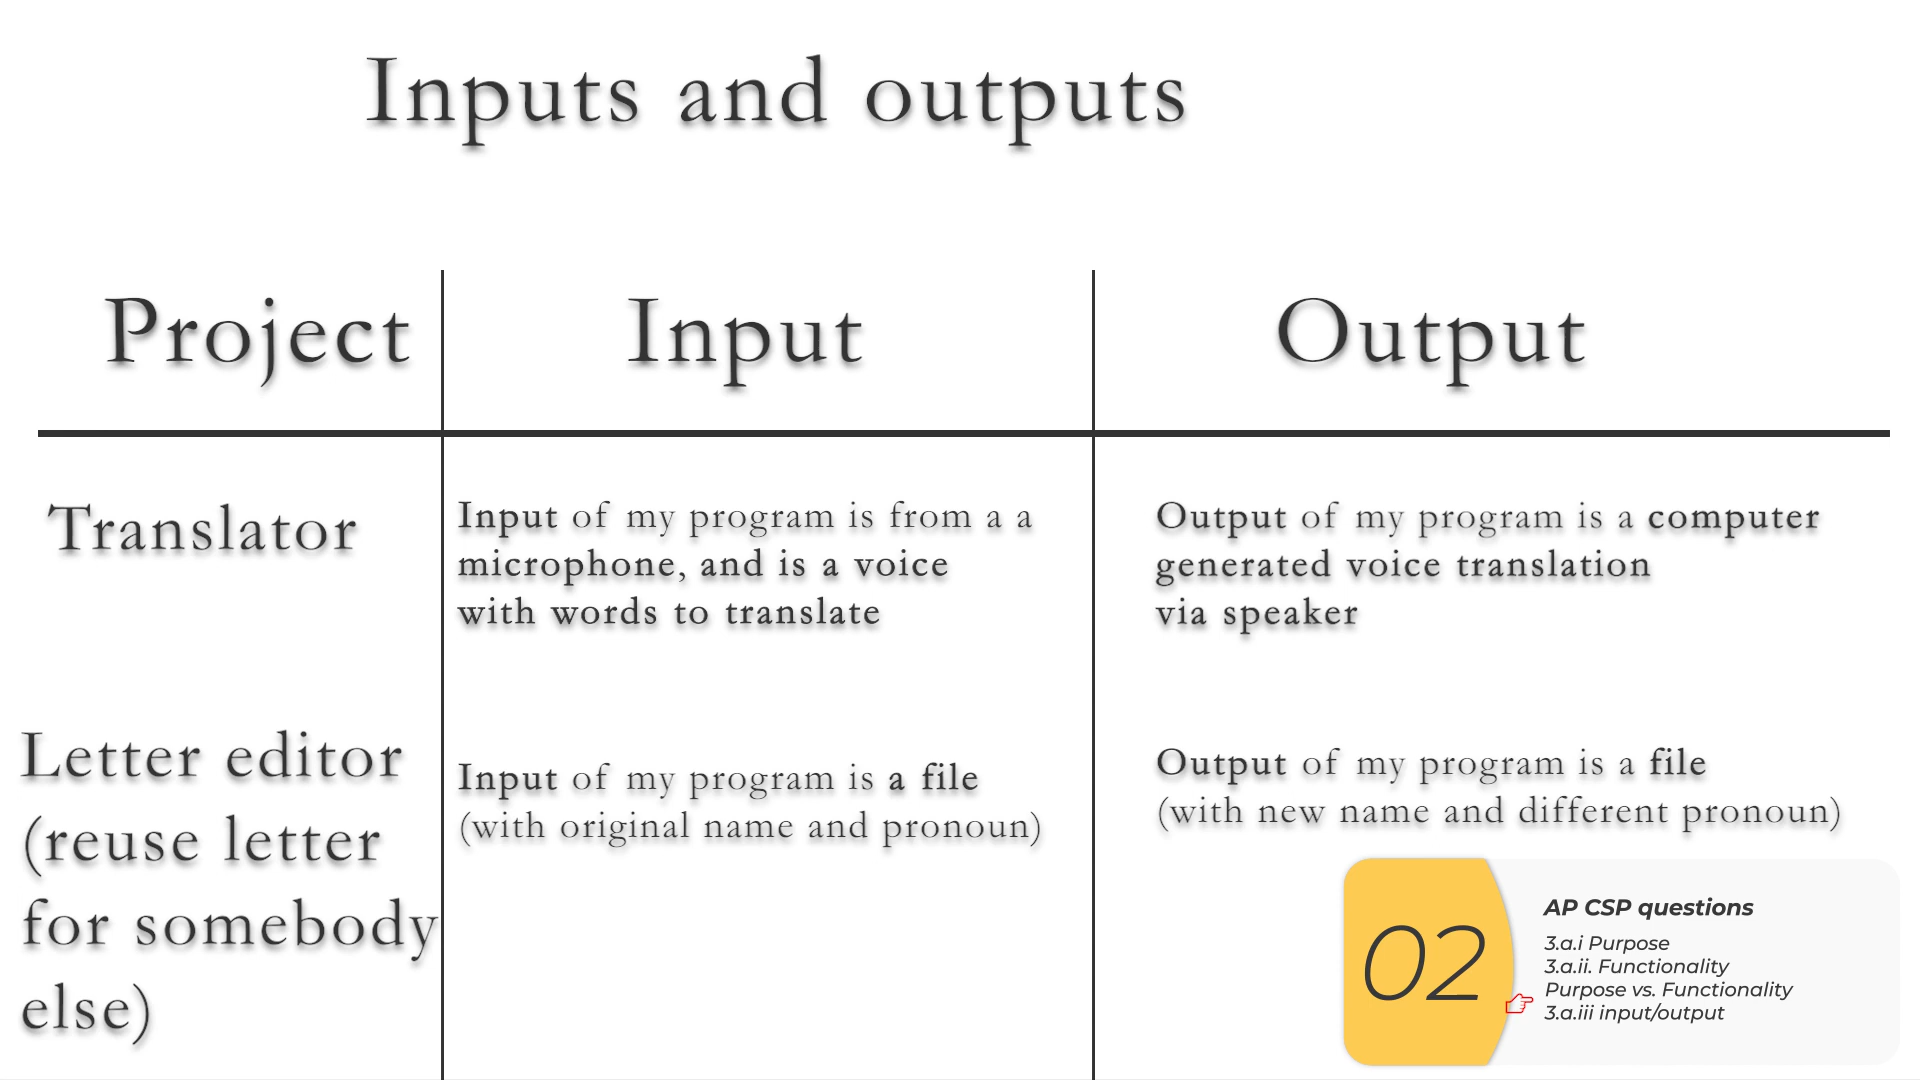 Inputs and outputs
Project
Input
Output
Translator
Input of my program is from a a
microphone, and is a voice
with words to translate
Output of my program is a computer
generated voice translation
via speaker
Letter editor
(reuse letter
for somebody
else)
Input of my program is a file
(with original name and pronoun)
Output of my program is a file
(with new name and different pronoun)
02
AP CSP questions
3.a.i Purpose
3.a.ii. Functionality
Purpose vs. Functionality
3.a.iii input/output